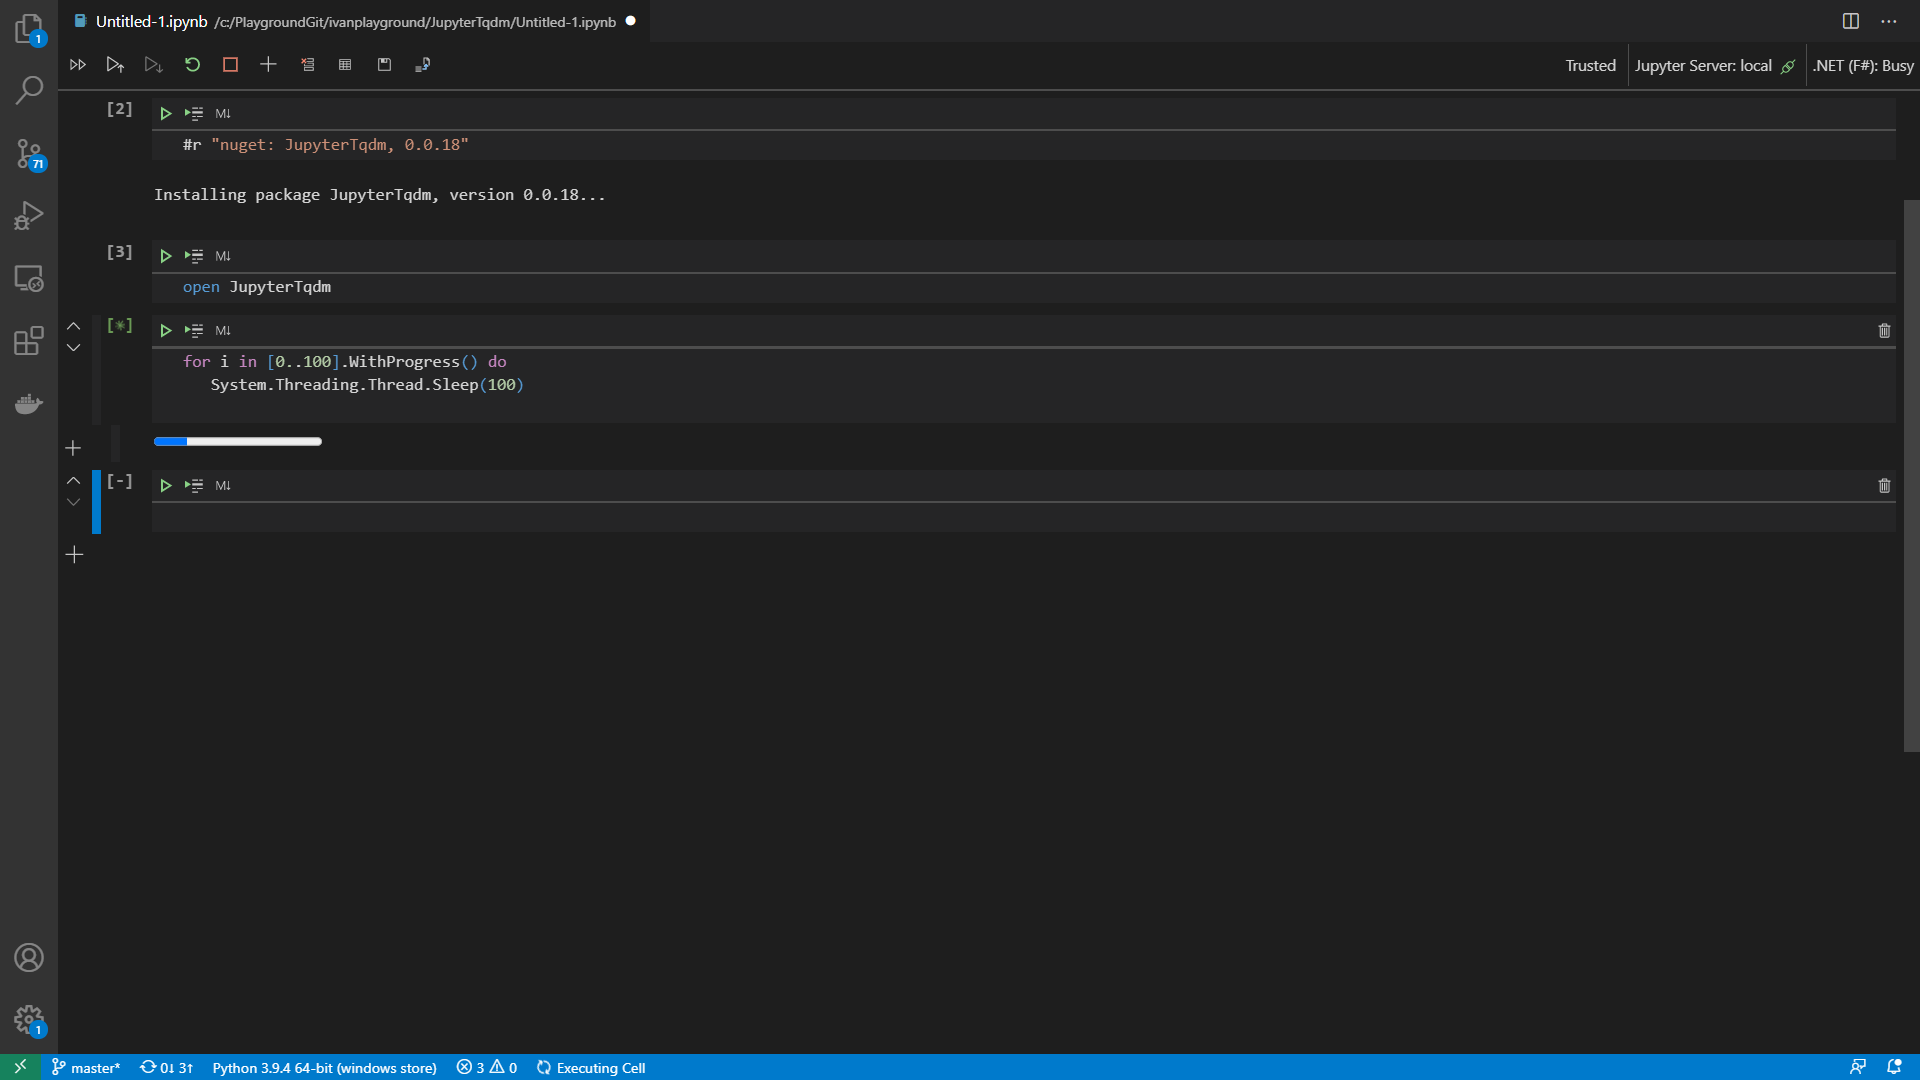 Untitled-1.ipynb /c:/PlaygroundGit/ivanplayground/JupyterTqdm/Untitled-1.ipynb
1
Trusted
Jupyter Server: local
.NET (F#): Busy
[2]
M↓
#r "nuget: JupyterTqdm, 0.0.18"
71
Installing package JupyterTqdm, version 0.0.18...
[3]
M↓
open JupyterTqdm
[*]
M↓
for i in [0..100].WithProgress() do
System.Threading.Thread.Sleep(100)
[-]
M↓
1
master*
0↓ 3↑
Python 3.9.4 64-bit (windows store)
3
0
Executing Cell